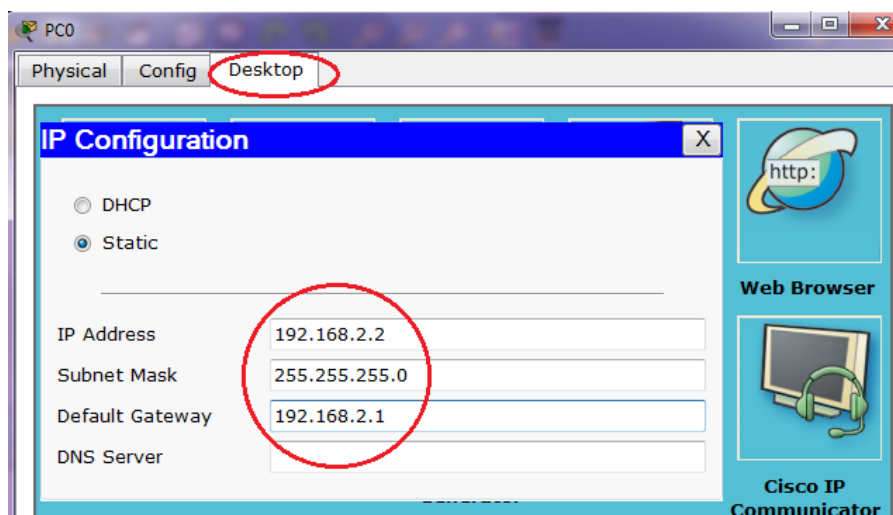 PC0
Physical Config Desktop
IP Configuration X
DHCP
Static
IP Address 192.168.2.2
Subnet Mask 255.255.255.0
Default Gateway 192.168.2.1
DNS Server
http:
Web Browser
Cisco IP
Communicator